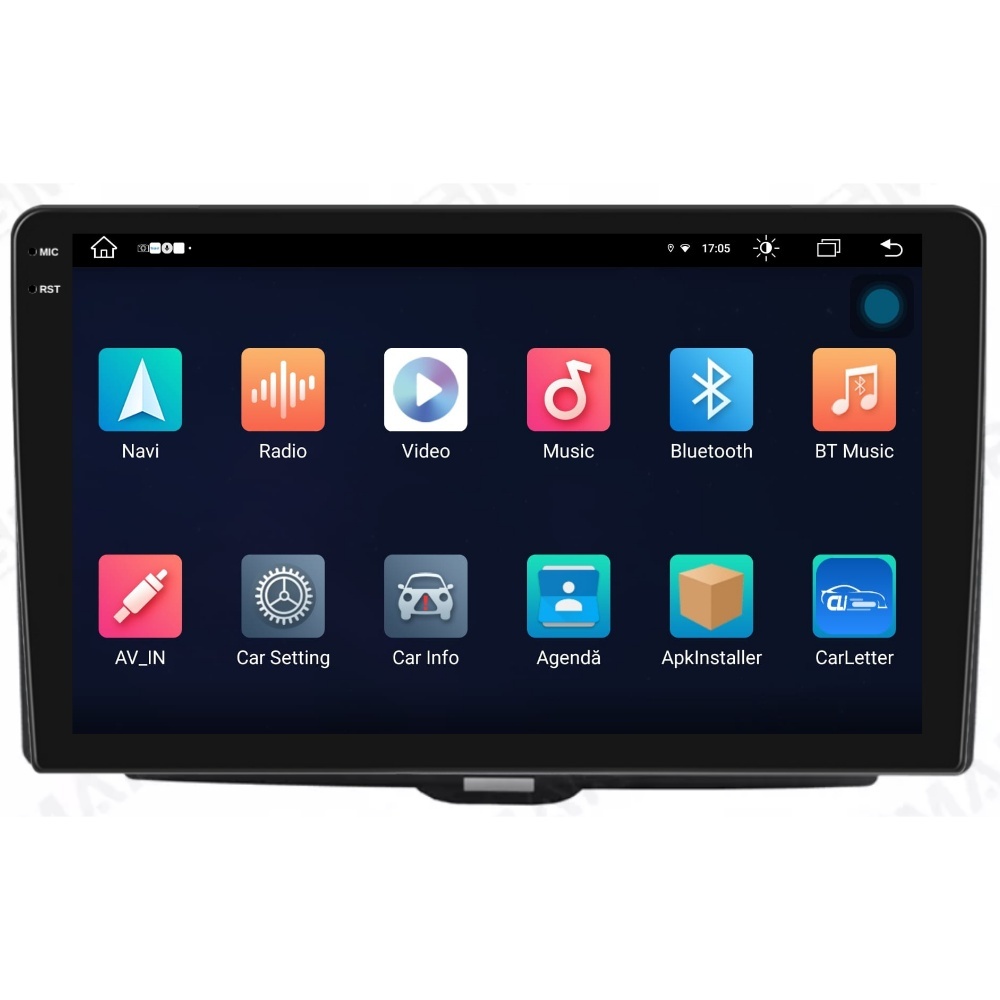 MIC
17:05
RST
Navi
Radio
Video
Music
Bluetooth
BT Music
AV_IN
Car Setting
Car Info
Agendă
ApkInstaller
CarLetter